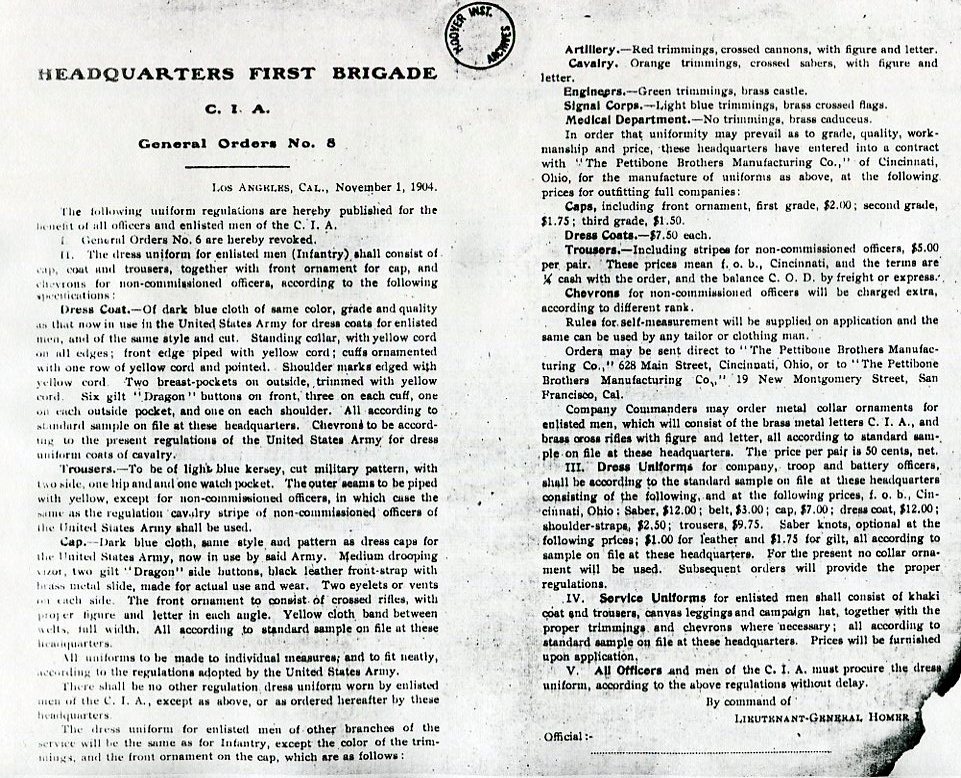 HOOVER INST. ARCHIVES
HEADQUARTERS FIRST BRIGADE
C. I. A.
General Orders No. 8
LOS ANGELES, CAL., November 1, 1904.
The following uniform regulations are hereby published for the
benefit of all officers and enlisted men of the C. I. A.
I. General Orders No. 6 are hereby revoked.
II. The dress uniform for enlisted men (Infantry) shall consist of
cap, coat and trousers, together with front ornament for cap, and
chevrons for non-commissioned officers, according to the following
specifications:
Dress Coat.—Of dark blue cloth of same color, grade and quality
as that now in use in the United States Army for dress coats for enlisted
men, and of the same style and cut. Standing collar, with yellow cord
on all edges; front edge piped with yellow cord; cuffs ornamented
with one row of yellow cord and pointed. Shoulder marks edged with
yellow cord. Two breast-pockets on outside, trimmed with yellow
cord. Six gilt "Dragon" buttons on front, three on each cuff, one
on each outside pocket, and one on each shoulder. All according to
standard sample on file at these headquarters. Chevrons to be accord-
ing to the present regulations of the United States Army for dress
uniform coats of cavalry.
Trousers.—To be of light blue kersey, cut military pattern, with
two side, one hip and and one watch pocket. The outer seams to be piped
with yellow, except for non-commissioned officers, in which case the
same as the regulation cavalry stripe of non-commissioned officers of
the United States Army shall be used.
Cap.—Dark blue cloth, same style and pattern as dress caps for
the United States Army, now in use by said Army. Medium drooping
vizor, two gilt "Dragon" side buttons, black leather front-strap with
brass metal slide, made for actual use and wear. Two eyelets or vents
on each side. The front ornament to consist of crossed rifles, with
proper figure and letter in each angle. Yellow cloth band between
welts, full width. All according to standard sample on file at these
headquarters.
All uniforms to be made to individual measures, and to fit neatly,
according to the regulations adopted by the United States Army.
There shall be no other regulation dress uniform worn by enlisted
men of the C. I. A., except as above, or as ordered hereafter by these
headquarters
The dress uniform for enlisted men of other branches of the
service will be the same as for Infantry, except the color of the trim-
mings, and the front ornament on the cap, which are as follows:
Artillery.—Red trimmings, crossed cannons, with figure and letter.
Cavalry. Orange trimmings, crossed sabers, with figure and
letter.
Engineers.—Green trimmings, brass castle.
Signal Corps.—Light blue trimmings, brass crossed flags.
Medical Department.—No trimmings, brass caduceus.
In order that uniformity may prevail as to grade, quality, work-
manship and price, these headquarters have entered into a contract
with "The Pettibone Brothers Manufacturing Co.," of Cincinnati,
Ohio, for the manufacture of uniforms as above, at the following
prices for outfitting full companies:
Caps, including front ornament, first grade, $2.00; second grade,
$1.75; third grade, $1.50.
Dress Coats.—$7.50 each.
Trousers.—Including stripes for non-commissioned officers, $5.00
per pair. These prices mean f. o. b., Cincinnati, and the terms are
¼ cash with the order, and the balance C. O. D. by freight or express.
Chevrons for non-commissioned officers will be charged extra,
according to different rank.
Rules for self-measurement will be supplied on application and the
same can be used by any tailor or clothing man.
Orders may be sent direct to "The Pettibone Brothers Manufac-
turing Co.," 628 Main Street, Cincinnati, Ohio, or to "The Pettibone
Brothers Manufacturing Co.," 19 New Montgomery Street, San
Francisco, Cal.
Company Commanders may order metal collar ornaments for
enlisted men, which will consist of the brass metal letters C. I. A., and
brass cross rifles with figure and letter, all according to standard sam-
ple on file at these headquarters. The price per pair is 50 cents, net.
III. Dress Uniforms for company, troop and battery officers,
shall be according to the standard sample on file at these headquarters
consisting of the following, and at the following prices, f. o. b., Cin-
cinnati, Ohio: Saber, $12.00; belt, $3.00; cap, $7.00; dress coat, $12.00;
shoulder-straps, $2.50; trousers, $9.75. Saber knots, optional at the
following prices; $1.00 for leather and $1.75 for gilt, all according to
sample on file at these headquarters. For the present no collar orna-
ment will be used. Subsequent orders will provide the proper
regulations.
IV. Service Uniforms for enlisted men shall consist of khaki
coat and trousers, canvas leggings and campaign hat, together with the
proper trimmings and chevrons where necessary; all according to
standard sample on file at these headquarters. Prices will be furnished
upon application.
V. All Officers and men of the C. I. A. must procure the dress
uniform, according to the above regulations without delay.
By command of
LIEUTENANT-GENERAL HOMER
Official:-